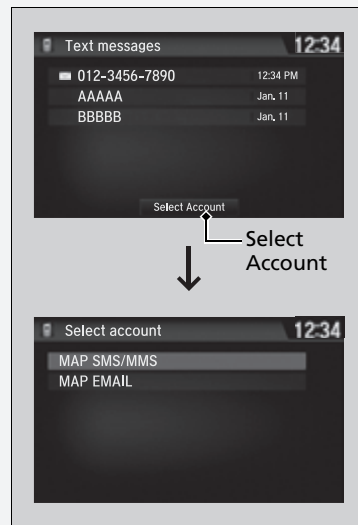 Text messages 12:34
012-3456-7890 12:34 PM
AAAAA Jan. 11
BBBBB Jan. 11
Select Account
Select
Account
Select account 12:34
MAP SMS/MMS
MAP EMAIL